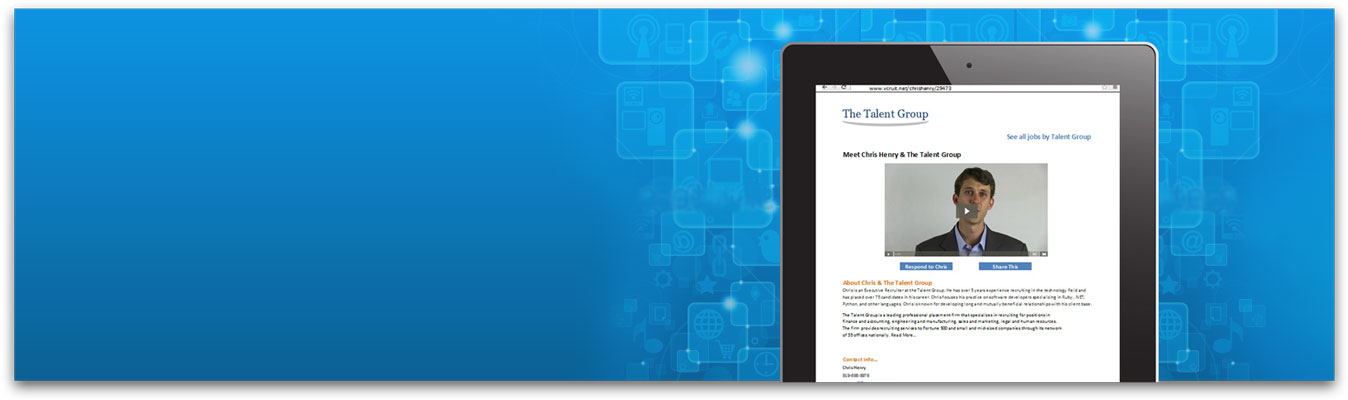 www.vcruit.net/chrishenry/29473
The Talent Group
See all jobs by Talent Group
Meet Chris Henry & The Talent Group
Respond to Chris
Share This
About Chris & The Talent Group
Chris is an Executive Recruiter at the Talent Group. He has over 5 years experience recruiting in the technology field and
has placed over 75 candidates in his career. Chris focuses his practice on software developers specializing in Ruby, .NET,
Python, and other languages. Chris is known for developing long and mutually beneficial relationship with his client base.
The Talent Group is a leading professional placement firm that specializes in recruiting for positions in
finance and accounting, engineering and manufacturing, sales and marketing, legal and human resources.
The firm provides recruiting services to Fortune 500 and small and mid-sized companies through its network
of 35 offices nationally. Read More...
Contact Info...
Chris Henry